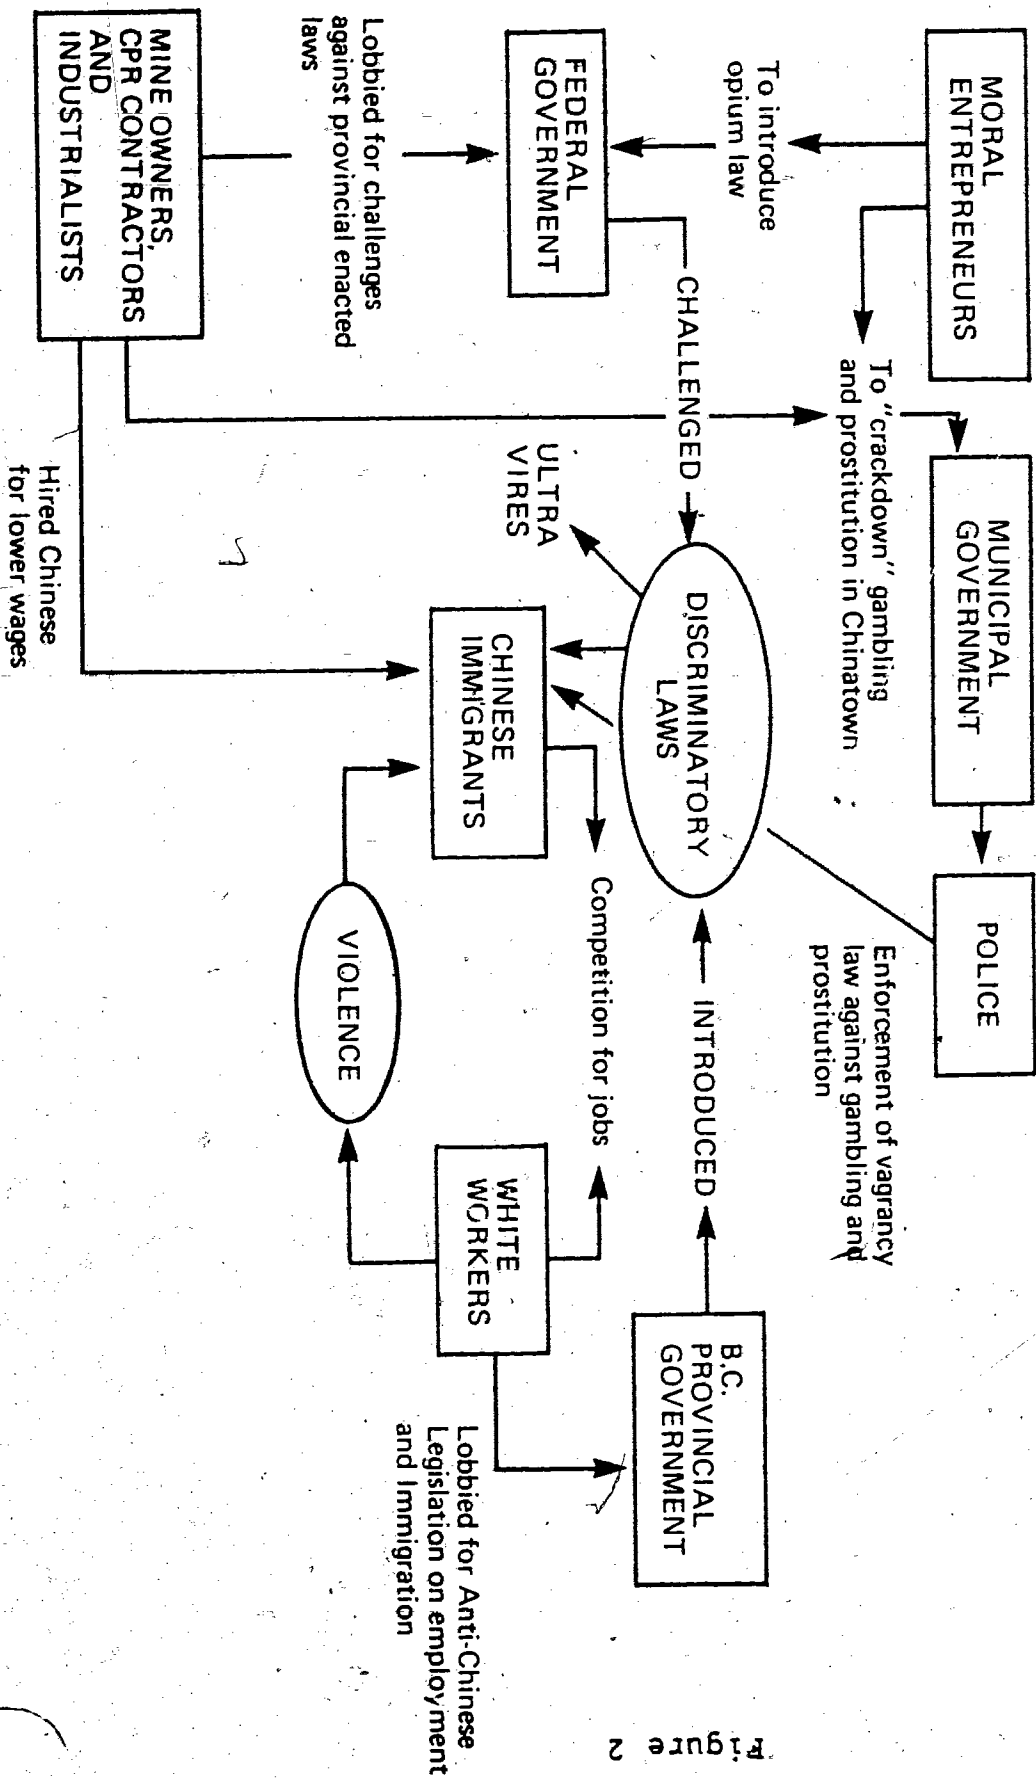 Figure 2
MORAL
ENTREPRENEURS
MUNICIPAL
GOVERNMENT
POLICE
To introduce
opium law
To "crackdown" gambling
and prostitution in Chinatown
Enforcement of vagrancy
law against gambling and
prostitution
FEDERAL
GOVERNMENT
CHALLENGED
DISCRIMINATORY
LAWS
INTRODUCED
B.C.
PROVINCIAL
GOVERNMENT
ULTRA
VIRES
Lobbied for challenges
against provincial enacted
laws
CHINESE
IMMIGRANTS
Competition for jobs
WHITE
WORKERS
Lobbied for Anti-Chinese
Legislation on employment
and Immigration
VIOLENCE
MINE OWNERS,
CPR CONTRACTORS
AND
INDUSTRIALISTS
Hired Chinese
for lower wages